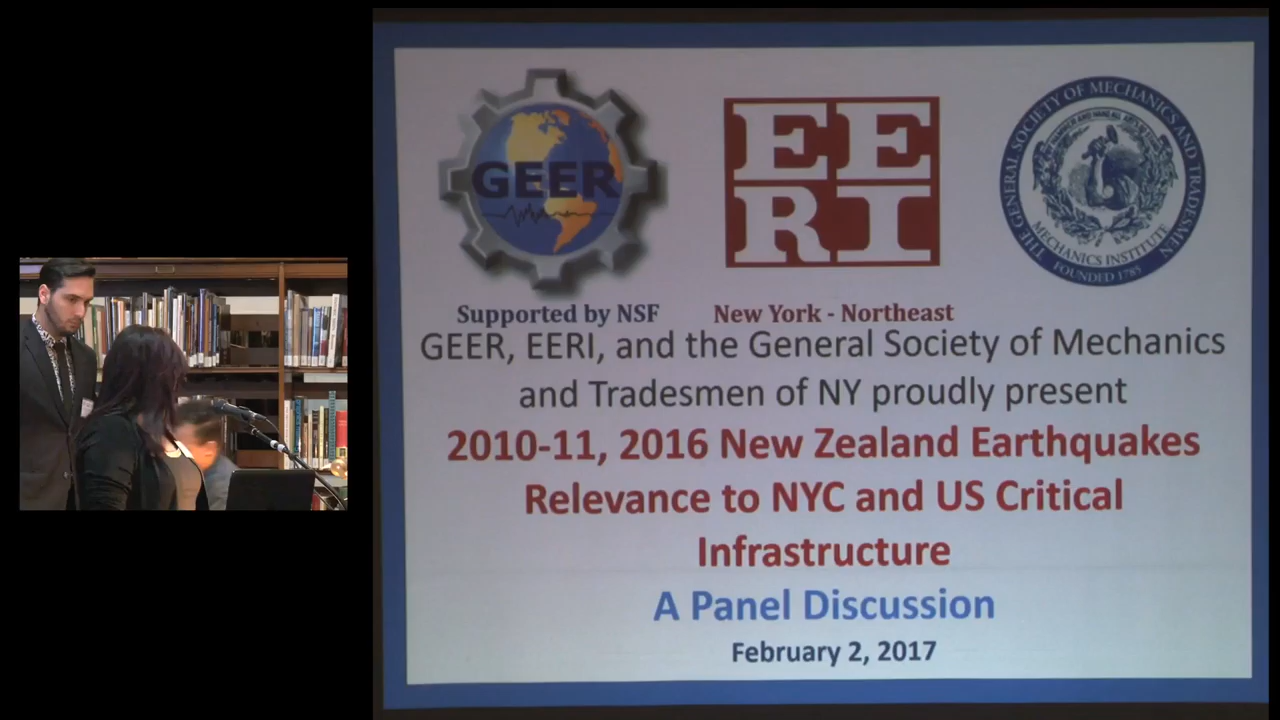 GEER
EE
RI
THE GENERAL SOCIETY OF MECHANICS AND TRADESMEN
MECHANICS INSTITUTE
FOUNDED 1785
Supported by NSF
New York - Northeast
GEER, EERI, and the General Society of Mechanics
and Tradesmen of NY proudly present
2010-11, 2016 New Zealand Earthquakes
Relevance to NYC and US Critical
Infrastructure
A Panel Discussion
February 2, 2017